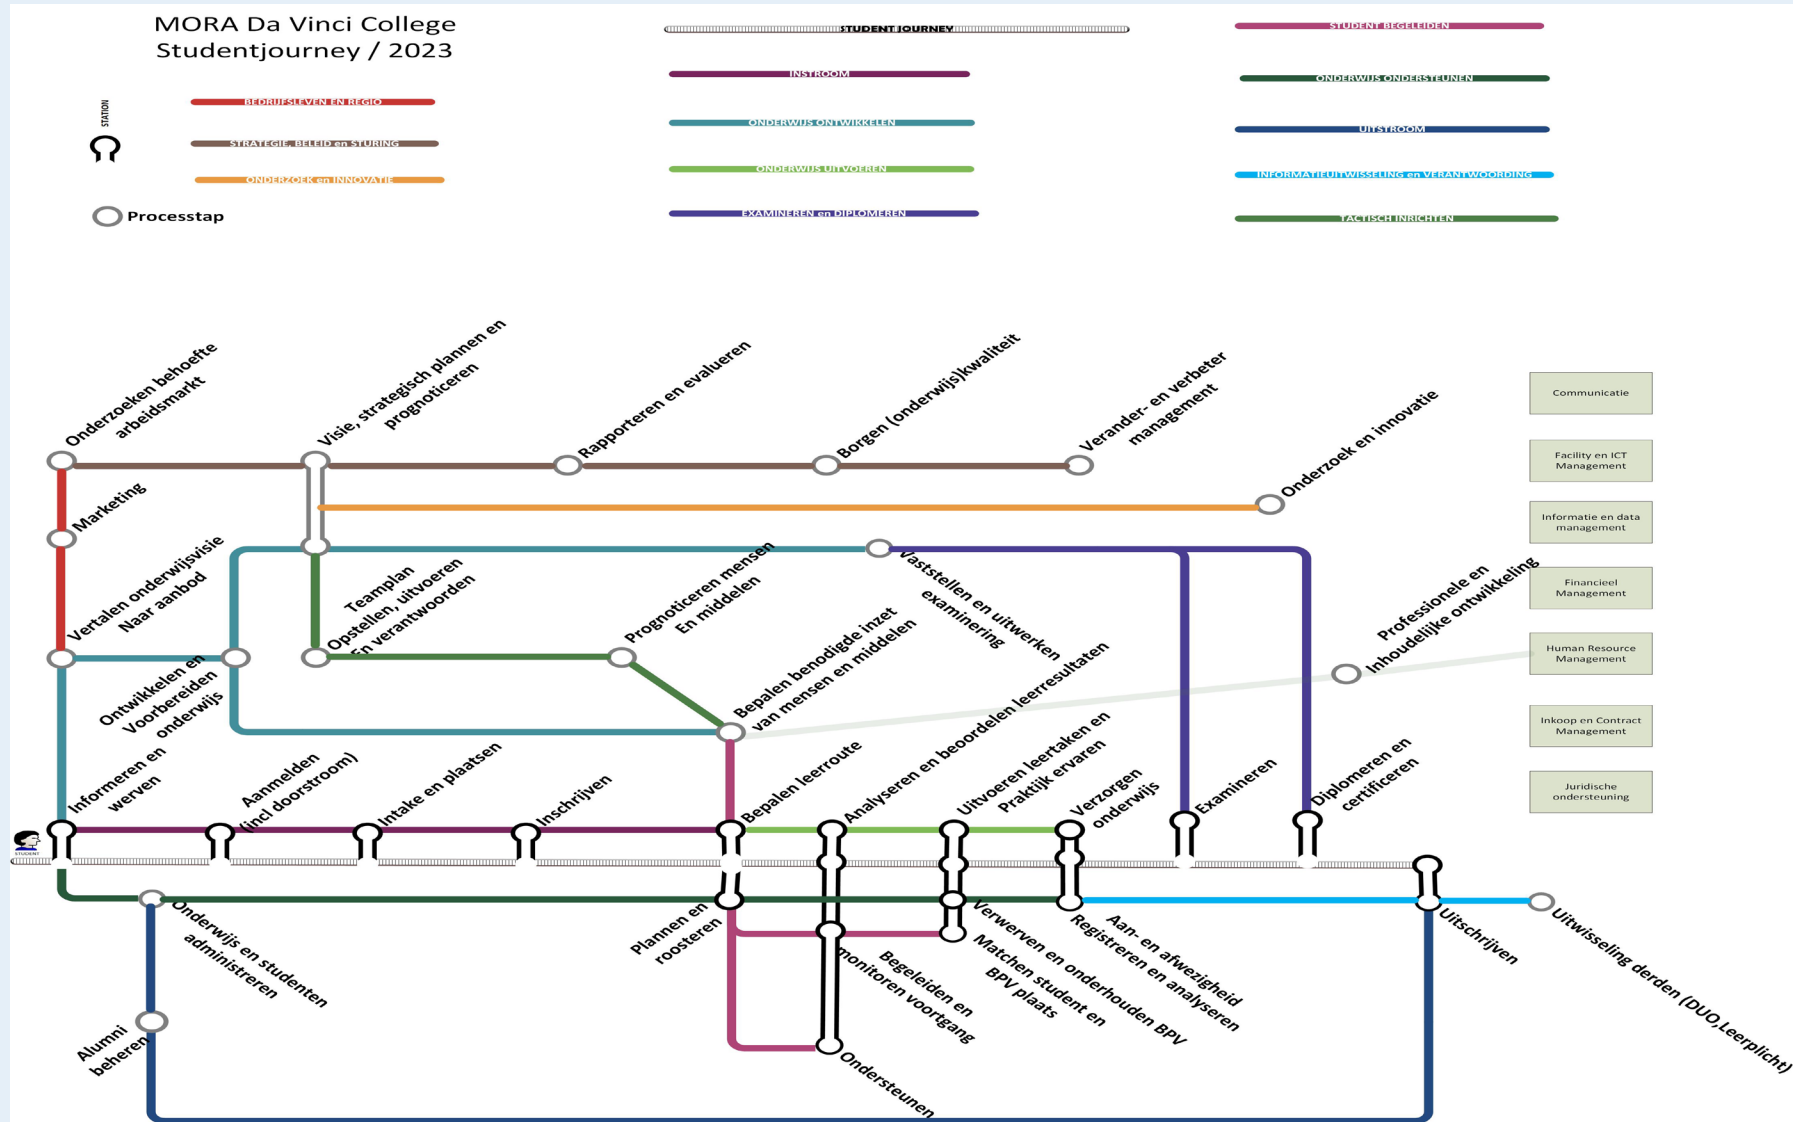 MORA Da Vinci College
Studentjourney / 2023
STATION
BEDRIJFSLEVEN EN REGIO
STRATEGIE, BELEID en STURING
ONDERZOEK en INNOVATIE
Processtap
STUDENT JOURNEY
INSTROOM
ONDERWIJS ONTWIKKELEN
ONDERWIJS UITVOEREN
EXAMINEREN en DIPLOMEREN
STUDENT BEGELEIDEN
ONDERWIJS ONDERSTEUNEN
UITSTROOM
INFORMATIEUITWISSELING en VERANTWOORDING
TACTISCH INRICHTEN
Onderzoeken behoefte
arbeidsmarkt
Visie, strategisch plannen en
prognoticeren
Rapporteren en evalueren
Borgen (onderwijs)kwaliteit
Verander- en verbeter
management
Onderzoek en innovatie
Marketing
Vertalen onderwijsvisie
Naar aanbod
Teamplan
Opstellen, uitvoeren
En verantwoorden
Prognoticeren mensen
En middelen
Vaststellen en uitwerken
examinering
Professionele en
Inhoudelijke ontwikkeling
Ontwikkelen en
Voorbereiden
onderwijs
Bepalen benodigde inzet
van mensen en middelen
Informeren en
werven
Aanmelden
(incl doorstroom)
Intake en plaatsen
Inschrijven
Bepalen leerroute
Analyseren en beoordelen leerresultaten
Uitvoeren leertaken en
Praktijk ervaren
Verzorgen
onderwijs
Examineren
Diplomeren en
certificeren
STUDENT
Onderwijs en studenten
administreren
Alumni
beheren
Plannen en
roosteren
Begeleiden en
monitoren voortgang
Ondersteunen
Verwerven en onderhouden BPV
Matchen student en
BPV plaats
Aan- en afwezigheid
Registreren en analyseren
Uitschrijven
Uitwisseling derden (DUO,Leerplicht)
Communicatie
Facility en ICT
Management
Informatie en data
management
Financieel
Management
Human Resource
Management
Inkoop en Contract
Management
Juridische
ondersteuning